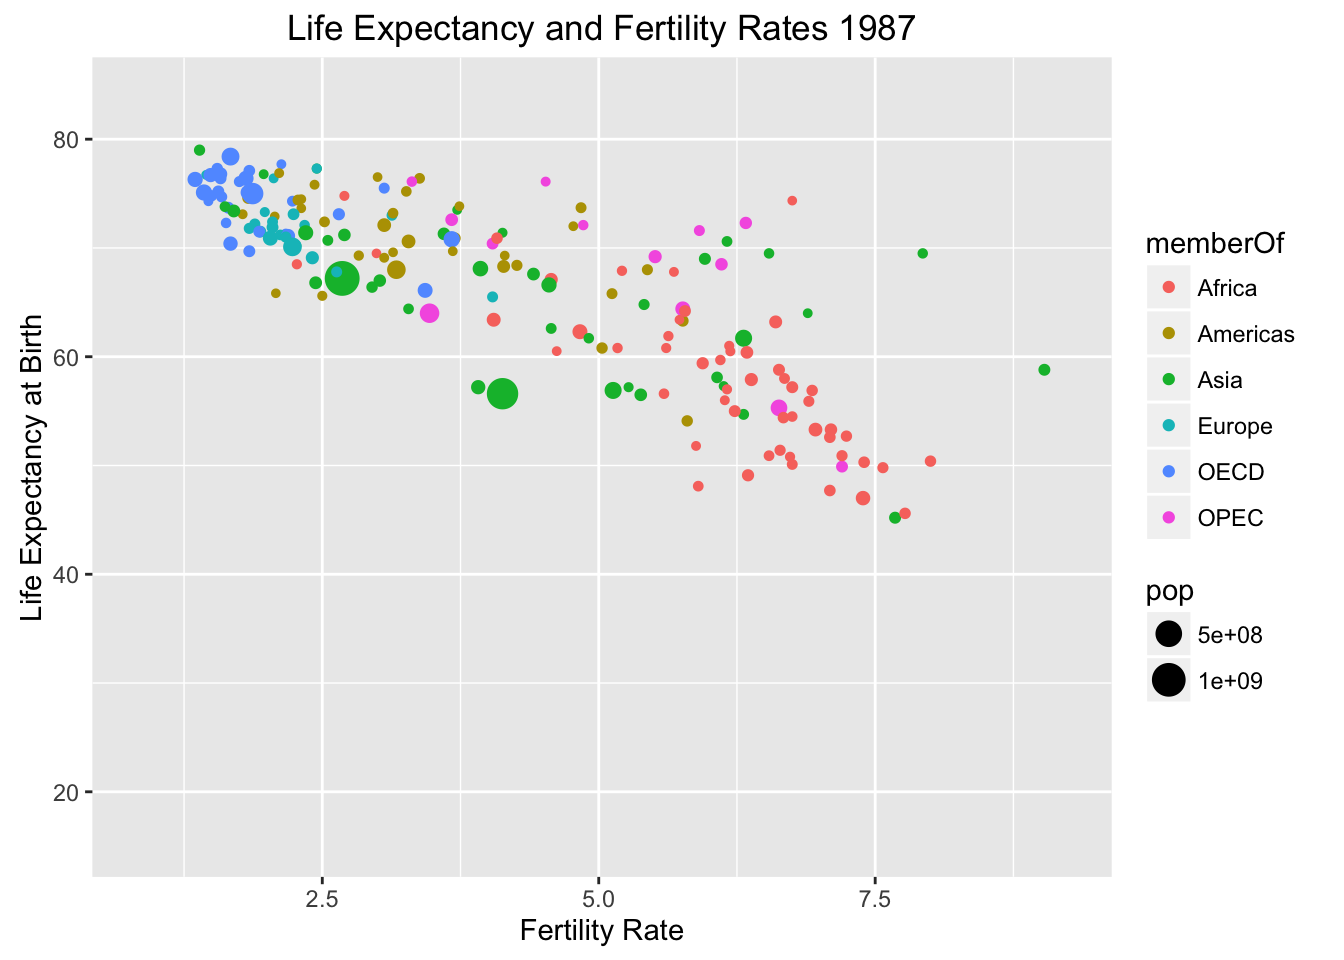 Life Expectancy and Fertility Rates 1987
Life Expectancy at Birth
80
60
40
20
2.5
5.0
7.5
Fertility Rate
memberOf
Africa
Americas
Asia
Europe
OECD
OPEC
pop
5e+08
1e+09